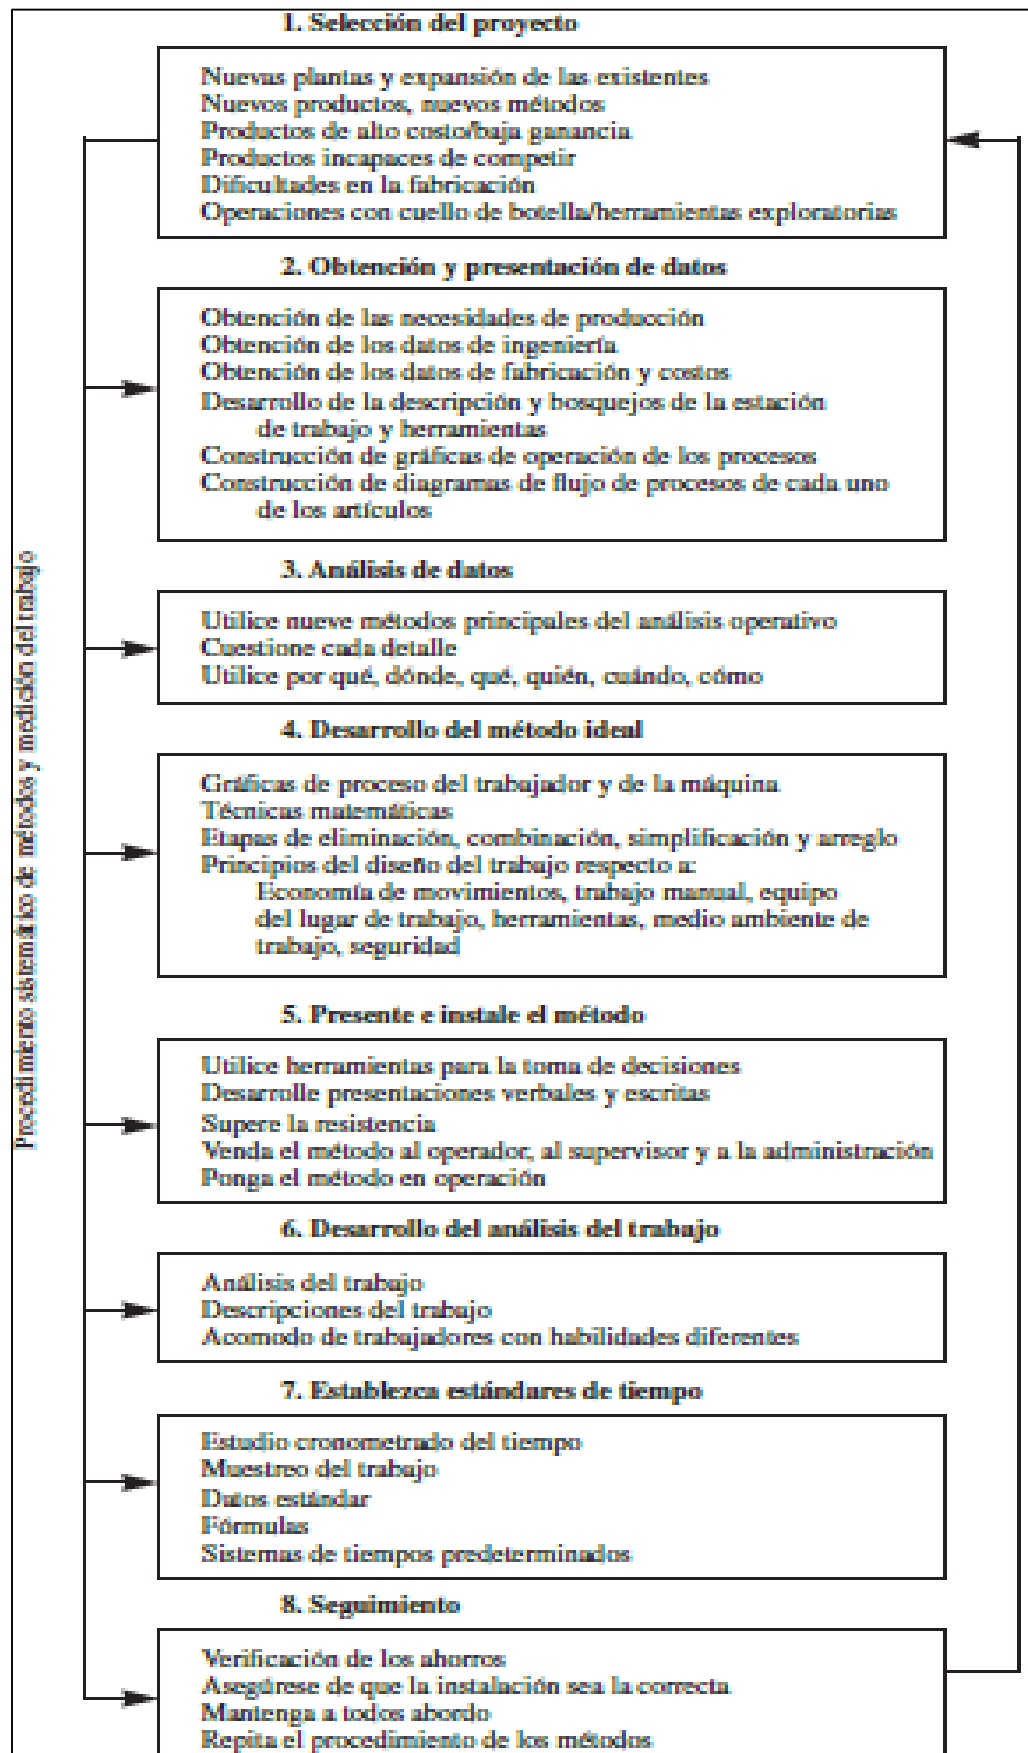 1. Selección del proyecto
Nuevas plantas y expansión de las existentes
Nuevos productos, nuevos métodos
Productos de alto costo/baja ganancia
Productos incapaces de competir
Dificultades en la fabricación
Operaciones con cuello de botella/herramientas exploratorias
2. Obtención y presentación de datos
Obtención de las necesidades de producción
Obtención de los datos de ingeniería
Obtención de los datos de fabricación y costos
Desarrollo de la descripción y bosquejos de la estación
de trabajo y herramientas
Construcción de gráficas de operación de los procesos
Construcción de diagramas de flujo de procesos de cada uno
de los artículos
3. Análisis de datos
Utilice nueve métodos principales del análisis operativo
Cuestione cada detalle
Utilice por qué, dónde, qué, quién, cuándo, cómo
4. Desarrollo del método ideal
Gráficas de proceso del trabajador y de la máquina
Técnicas matemáticas
Etapas de eliminación, combinación, simplificación y arreglo
Principios del diseño del trabajo respecto a:
Economía de movimientos, trabajo manual, equipo
del lugar de trabajo, herramientas, medio ambiente de
trabajo, seguridad
5. Presente e instale el método
Utilice herramientas para la toma de decisiones
Desarrolle presentaciones verbales y escritas
Supere la resistencia
Venda el método al operador, al supervisor y a la administración
Ponga el método en operación
6. Desarrollo del análisis del trabajo
Análisis del trabajo
Descripciones del trabajo
Acomodo de trabajadores con habilidades diferentes
7. Establezca estándares de tiempo
Estudio cronometrado del tiempo
Muestreo del trabajo
Datos estándar
Fórmulas
Sistemas de tiempos predeterminados
8. Seguimiento
Verificación de los ahorros
Asegúrese de que la instalación sea la correcta
Mantenga a todos abordo
Repita el procedimiento de los métodos
Procedimiento sistemático de métodos y medición del trabajo